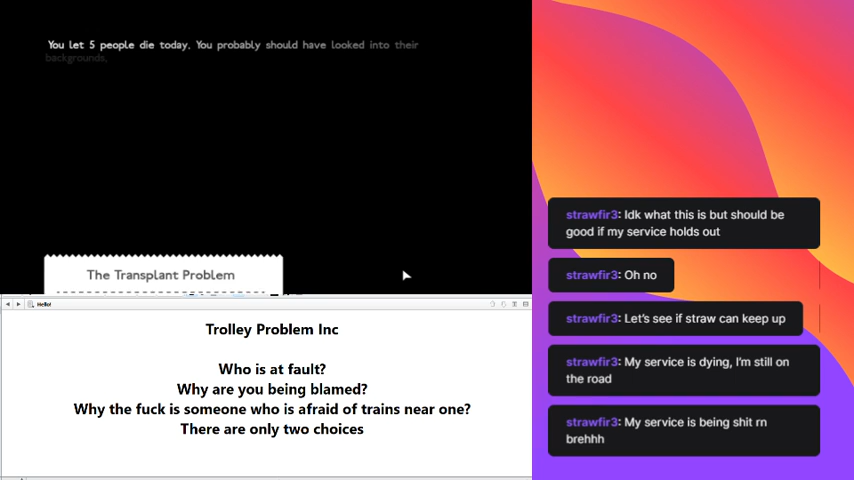 You let 5 people die today. You probably should have looked into their
backgrounds.
The Transplant Problem
Hello!
Trolley Problem Inc
Who is at fault?
Why are you being blamed?
Why the fuck is someone who is afraid of trains near one?
There are only two choices
strawfir3: Idk what this is but should be
good if my service holds out
strawfir3: Oh no
strawfir3: Let's see if straw can keep up
strawfir3: My service is dying, I'm still on
the road
strawfir3: My service is being shit rn
brehhh